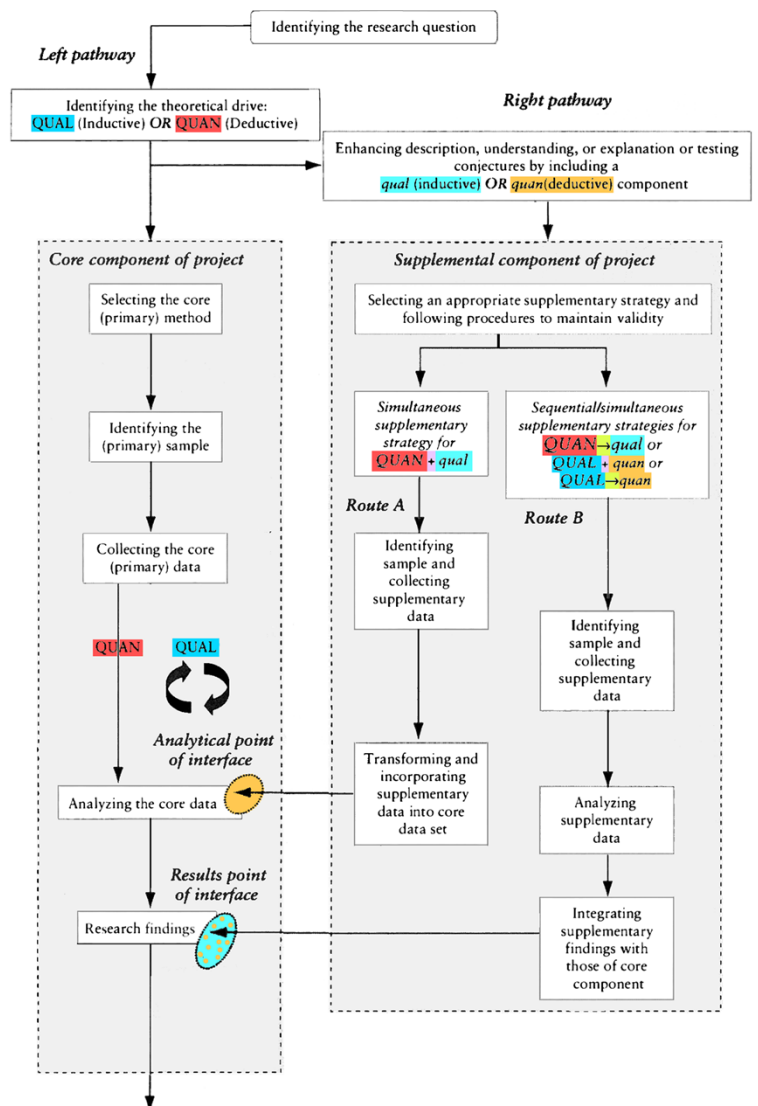 Identifying the research question
Left pathway
Identifying the theoretical drive:
QUAL (Inductive) OR QUAN (Deductive)
Right pathway
Enhancing description, understanding, or explanation or testing
conjectures by including a
qual (inductive) OR quan(deductive) component
Core component of project
Selecting the core
(primary) method
Identifying the
(primary) sample
Collecting the core
(primary) data
QUAN
QUAL
Analytical point
of interface
Analyzing the core data
Results point
of interface
Research findings
Supplemental component of project
Selecting an appropriate supplementary strategy and
following procedures to maintain validity
Simultaneous
supplementary
strategy for
QUAN + qual
Route A
Identifying
sample and
collecting
supplementary
data
Transforming and
incorporating
supplementary
data into core
data set
Sequential/simultaneous
supplementary strategies for
QUAN→qual or
QUAL + quan or
QUAL→quan
Route B
Identifying
sample and
collecting
supplementary
data
Analyzing
supplementary
data
Integrating
supplementary
findings with
those of core
component